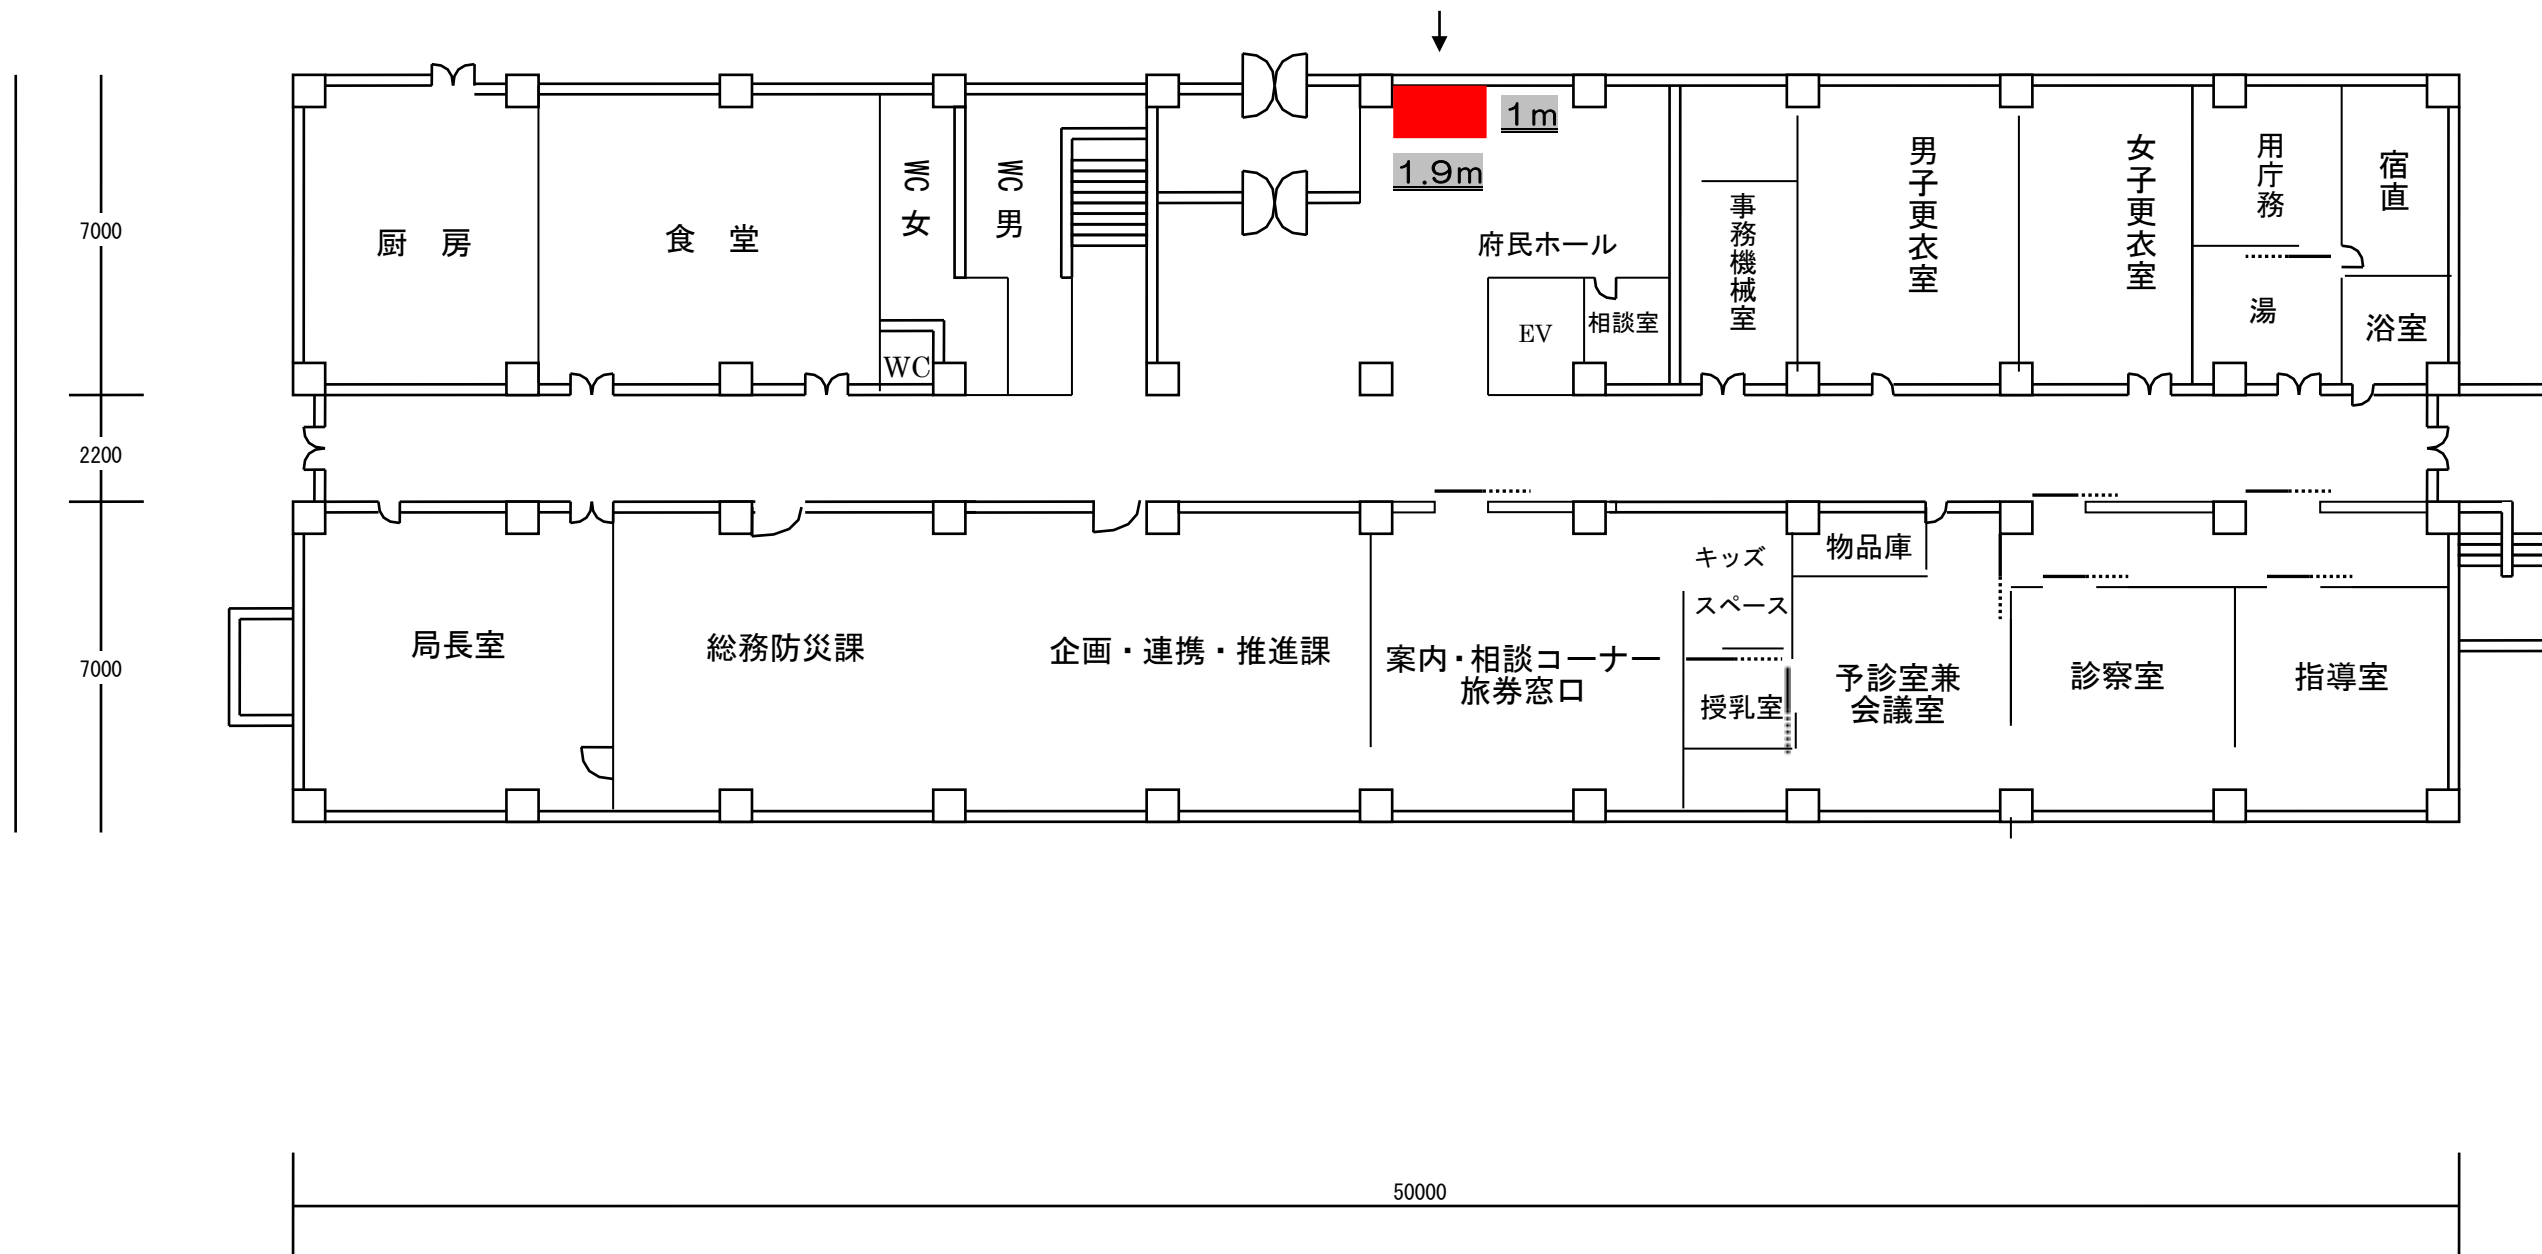 1m
1.9m
7000
2200
7000
厨　房
食　堂
WC
女
WC
男
WC
府民ホール
EV
相談室
事務機械室
男子更衣室
女子更衣室
用庁
務
宿直
湯
浴室
局長室
総務防災課
企画・連携・推進課
案内・相談コーナー
旅券窓口
キッズ
スペース
授乳室
物品庫
予診室兼
会議室
診察室
指導室
50000